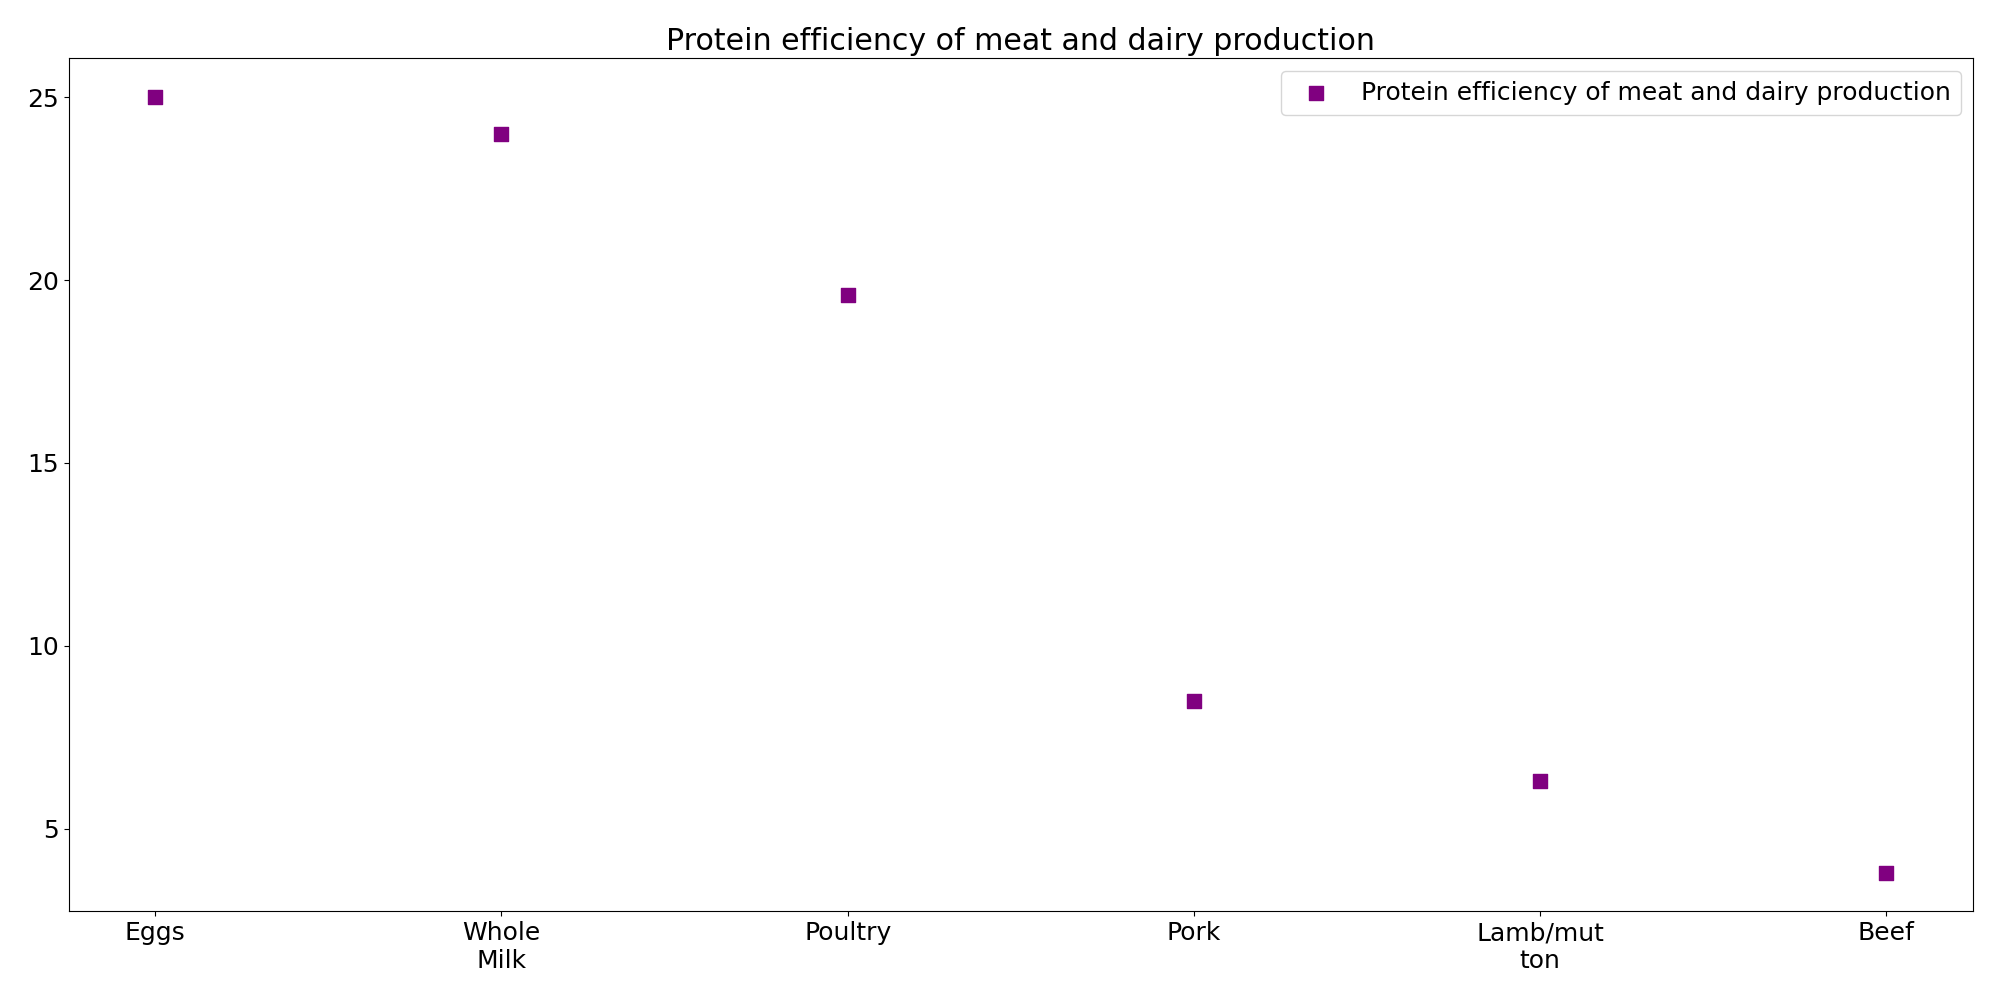 Protein efficiency of meat and dairy production
Protein efficiency of meat and dairy production
25
20
15
10
5
Eggs
Whole
Milk
Poultry
Pork
Lamb/mut
ton
Beef